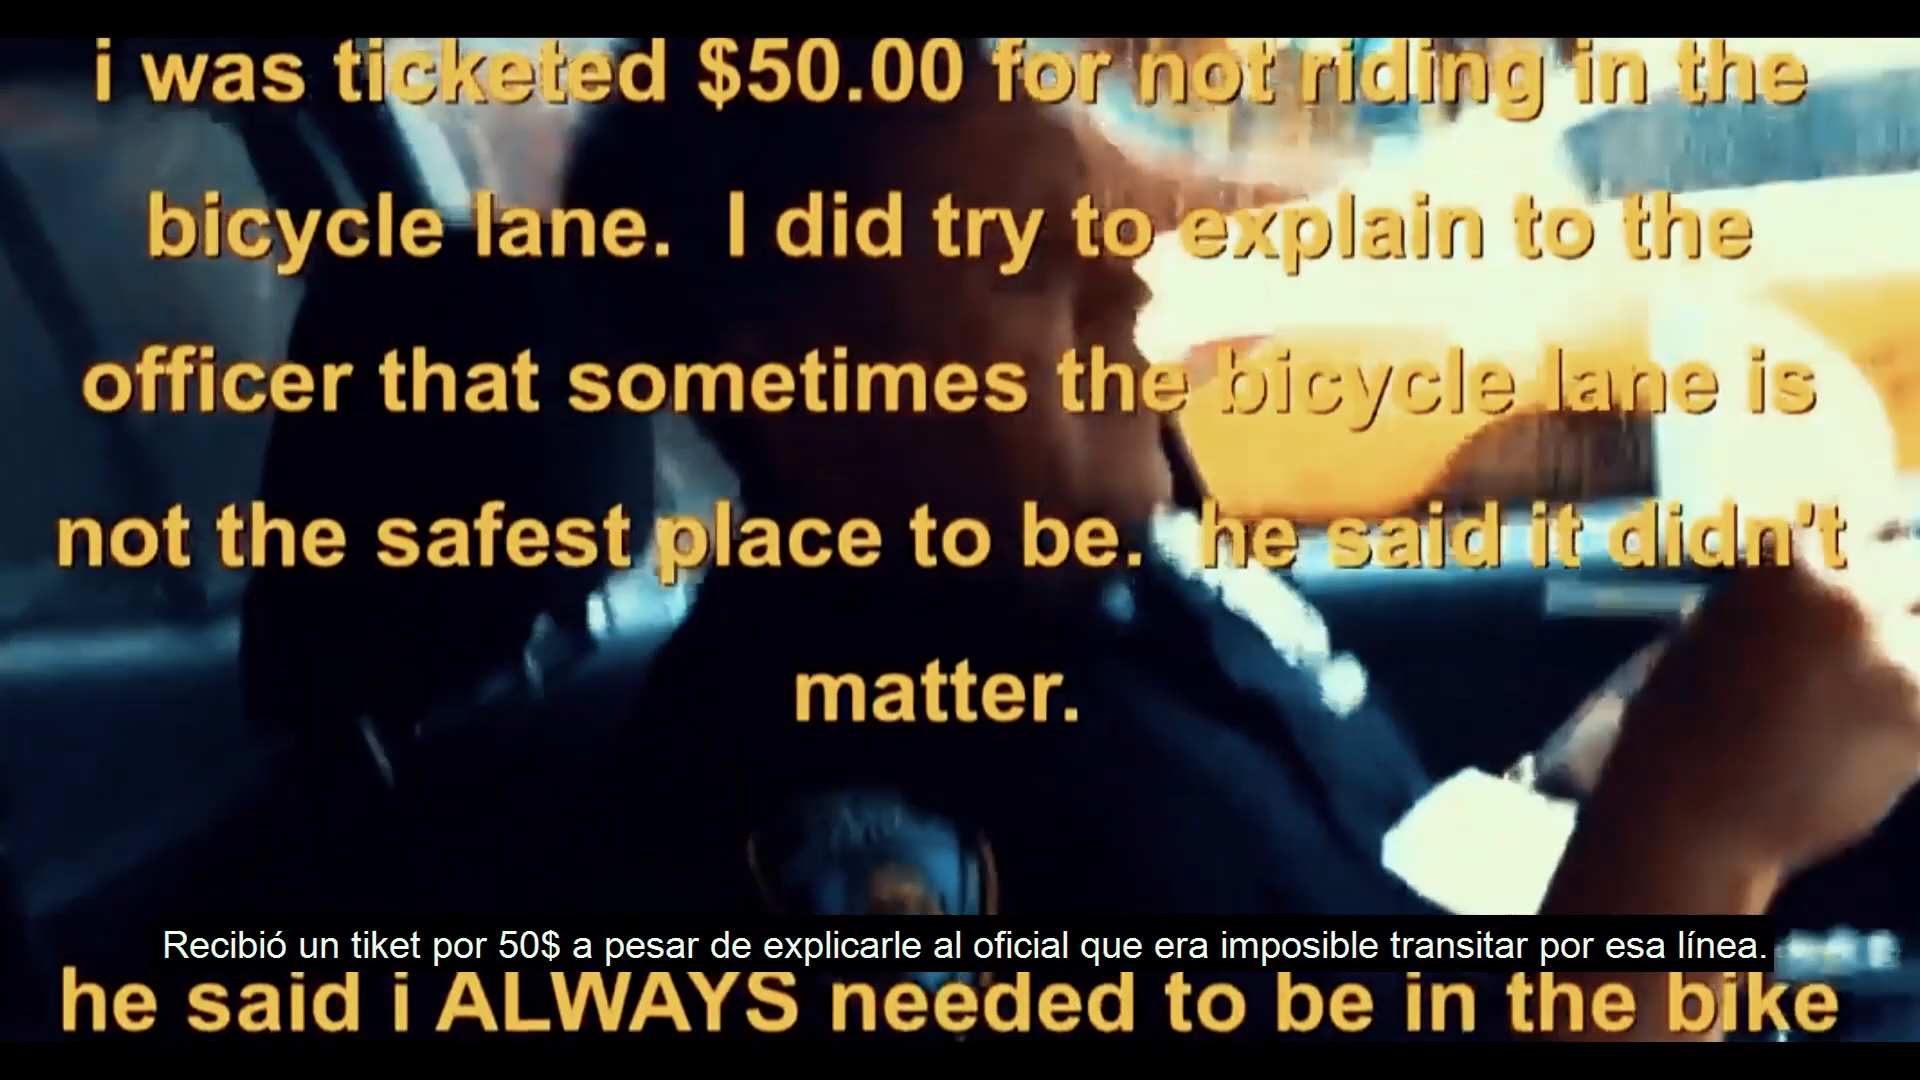 i was ticketed $50.00 for not riding in the
bicycle lane.  I did try to explain to the
officer that sometimes the bicycle lane is
not the safest place to be.  he said it didn't
matter.
Recibió un tiket por 50$ a pesar de explicarle al oficial que era imposible transitar por esa línea.
he said i ALWAYS needed to be in the bike